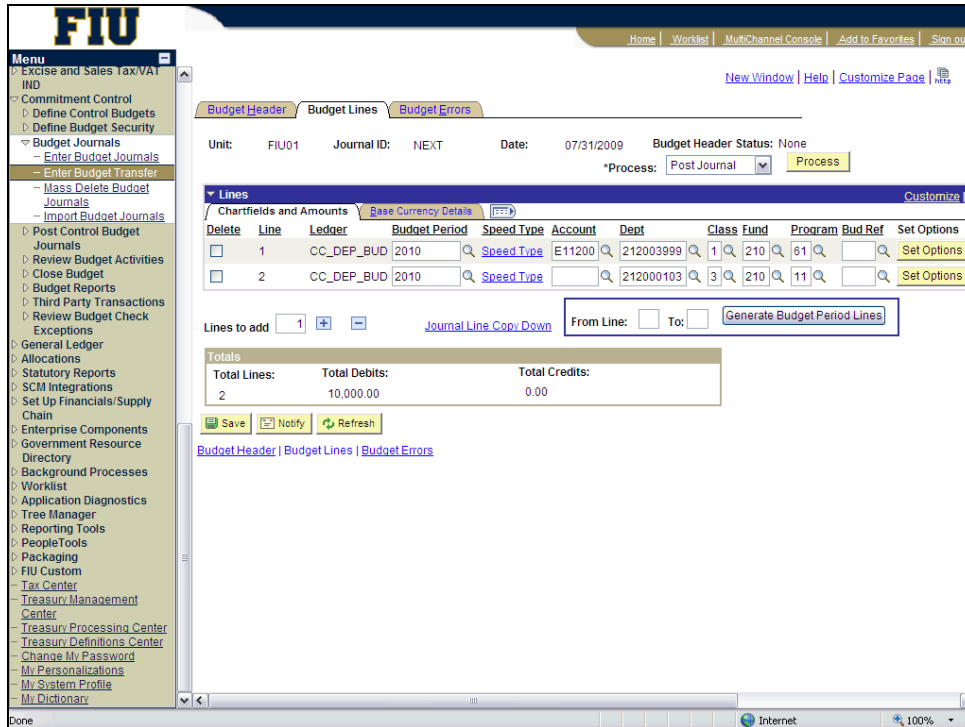 FIU
Home | Worklist | MultiChannel Console | Add to Favorites | Sign ou
Menu
Excise and Sales Tax/VAT
IND
Commitment Control
Define Control Budgets
Define Budget Security
Budget Journals
Enter Budget Journals
Enter Budget Transfer
Mass Delete Budget
Journals
Import Budget Journals
Post Control Budget
Journals
Review Budget Activities
Close Budget
Budget Reports
Third Party Transactions
Review Budget Check
Exceptions
General Ledger
Allocations
Statutory Reports
SCM Integrations
Set Up Financials/Supply
Chain
Enterprise Components
Government Resource
Directory
Background Processes
Worklist
Application Diagnostics
Tree Manager
Reporting Tools
PeopleTools
Packaging
FIU Custom
Tax Center
Treasury Management
Center
Treasury Processing Center
Treasury Definitions Center
Change My Password
My Personalizations
My System Profile
My Dictionary
New Window | Help | Customize Page | http
Budget Header Budget Lines Budget Errors
Unit: FIU01 Journal ID: NEXT Date: 07/31/2009 Budget Header Status: None
*Process: Post Journal Process
Lines Customize |
Chartfields and Amounts Base Currency Details
Delete Line Ledger Budget Period Speed Type Account Dept Class Fund Program Bud Ref Set Options
1 CC_DEP_BUD 2010 Speed Type E11200 212003999 1 210 61 Set Options
2 CC_DEP_BUD 2010 Speed Type 212000103 3 210 11 Set Options
Lines to add 1 + - Journal Line Copy Down From Line: To: Generate Budget Period Lines
Totals
Total Lines: Total Debits: Total Credits:
2 10,000.00 0.00
Save Notify Refresh
Budget Header | Budget Lines | Budget Errors
Done Internet 100%